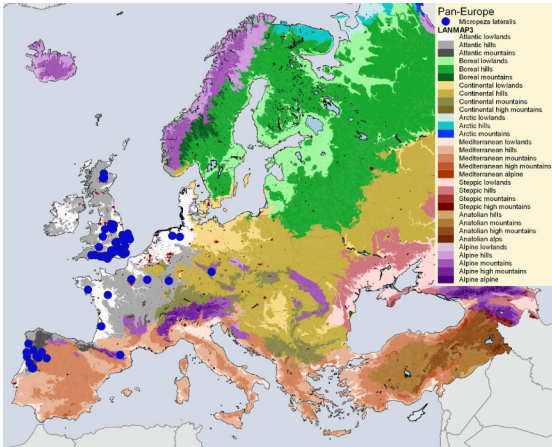 Pan-Europe
Micropeza lateralis
LANMAP3
Atlantic lowlands
Atlantic hills
Atlantic mountains
Boreal lowlands
Boreal hills
Boreal mountains
Continental lowlands
Continental hills
Continental mountains
Continental high mountains
Arctic lowlands
Arctic hills
Arctic mountains
Mediterranean lowlands
Mediterranean hills
Mediterranean mountains
Mediterranean high mountains
Mediterranean alpine
Steppic lowlands
Steppic hills
Steppic mountains
Steppic high mountains
Anatolian hills
Anatolian mountains
Anatolian high mountains
Anatolian alps
Alpine lowlands
Alpine hills
Alpine mountains
Alpine high mountains
Alpine alpine